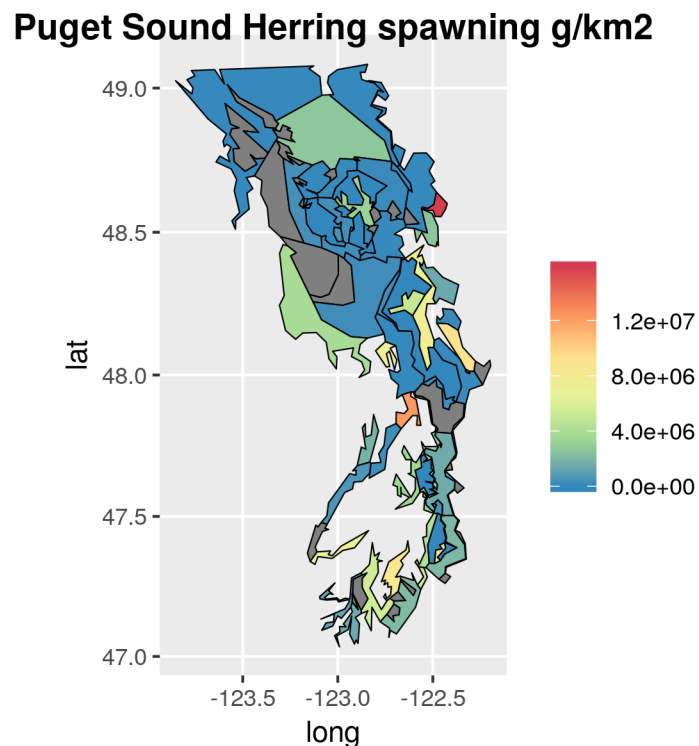 Puget Sound Herring spawning g/km2
49.0
48.5
48.0
47.5
47.0
lat
-123.5
-123.0
-122.5
long
1.2e+07
8.0e+06
4.0e+06
0.0e+00